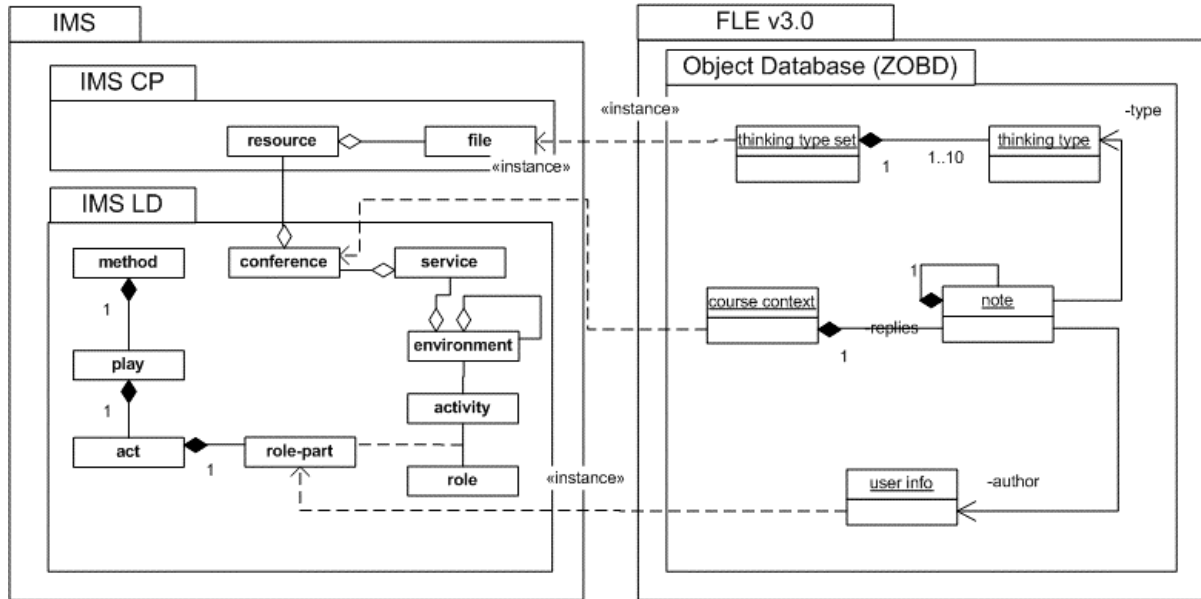 IMS
FLE v3.0
IMS CP
Object Database (ZOBD)
«instance»
-type
resource
file
thinking type set
thinking type
«instance»
1
1..10
IMS LD
method
conference
service
1
1
course context
note
environment
-replies
play
1
1
activity
act
role-part
1
role
«instance»
user info
-author